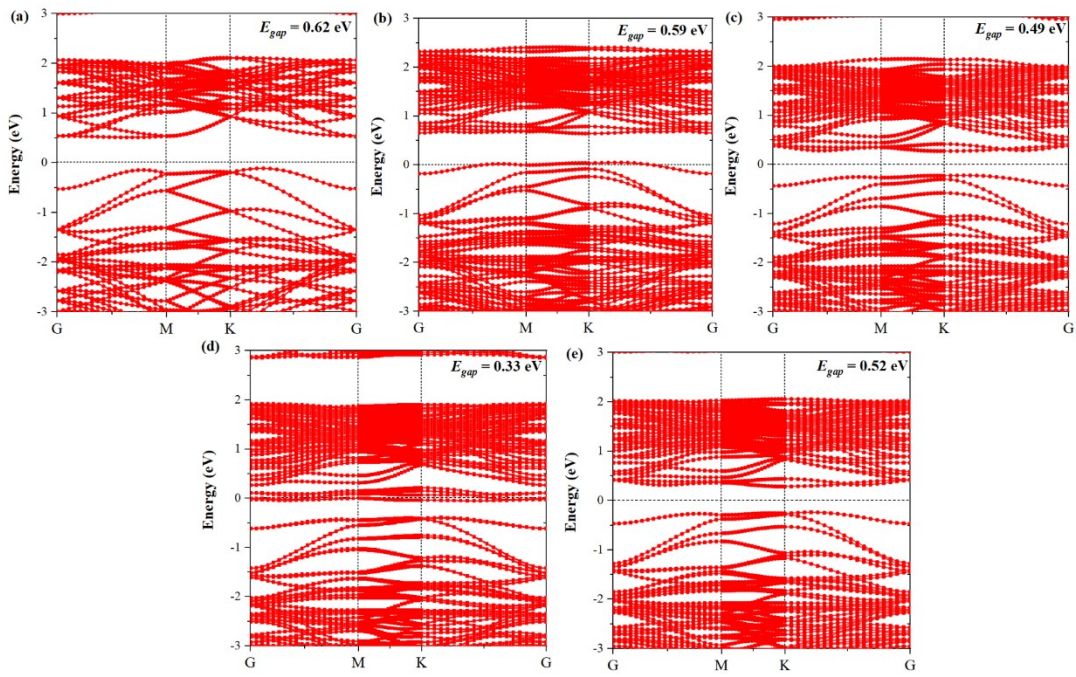 (a)
E_gap = 0.62 eV
Energy (eV)
3
2
1
0
-1
-2
-3
G M K G
(b)
E_gap = 0.59 eV
Energy (eV)
3
2
1
0
-1
-2
-3
G M K G
(c)
E_gap = 0.49 eV
Energy (eV)
3
2
1
0
-1
-2
-3
G M K G
(d)
E_gap = 0.33 eV
Energy (eV)
3
2
1
0
-1
-2
-3
G M K G
(e)
E_gap = 0.52 eV
Energy (eV)
3
2
1
0
-1
-2
-3
G M K G